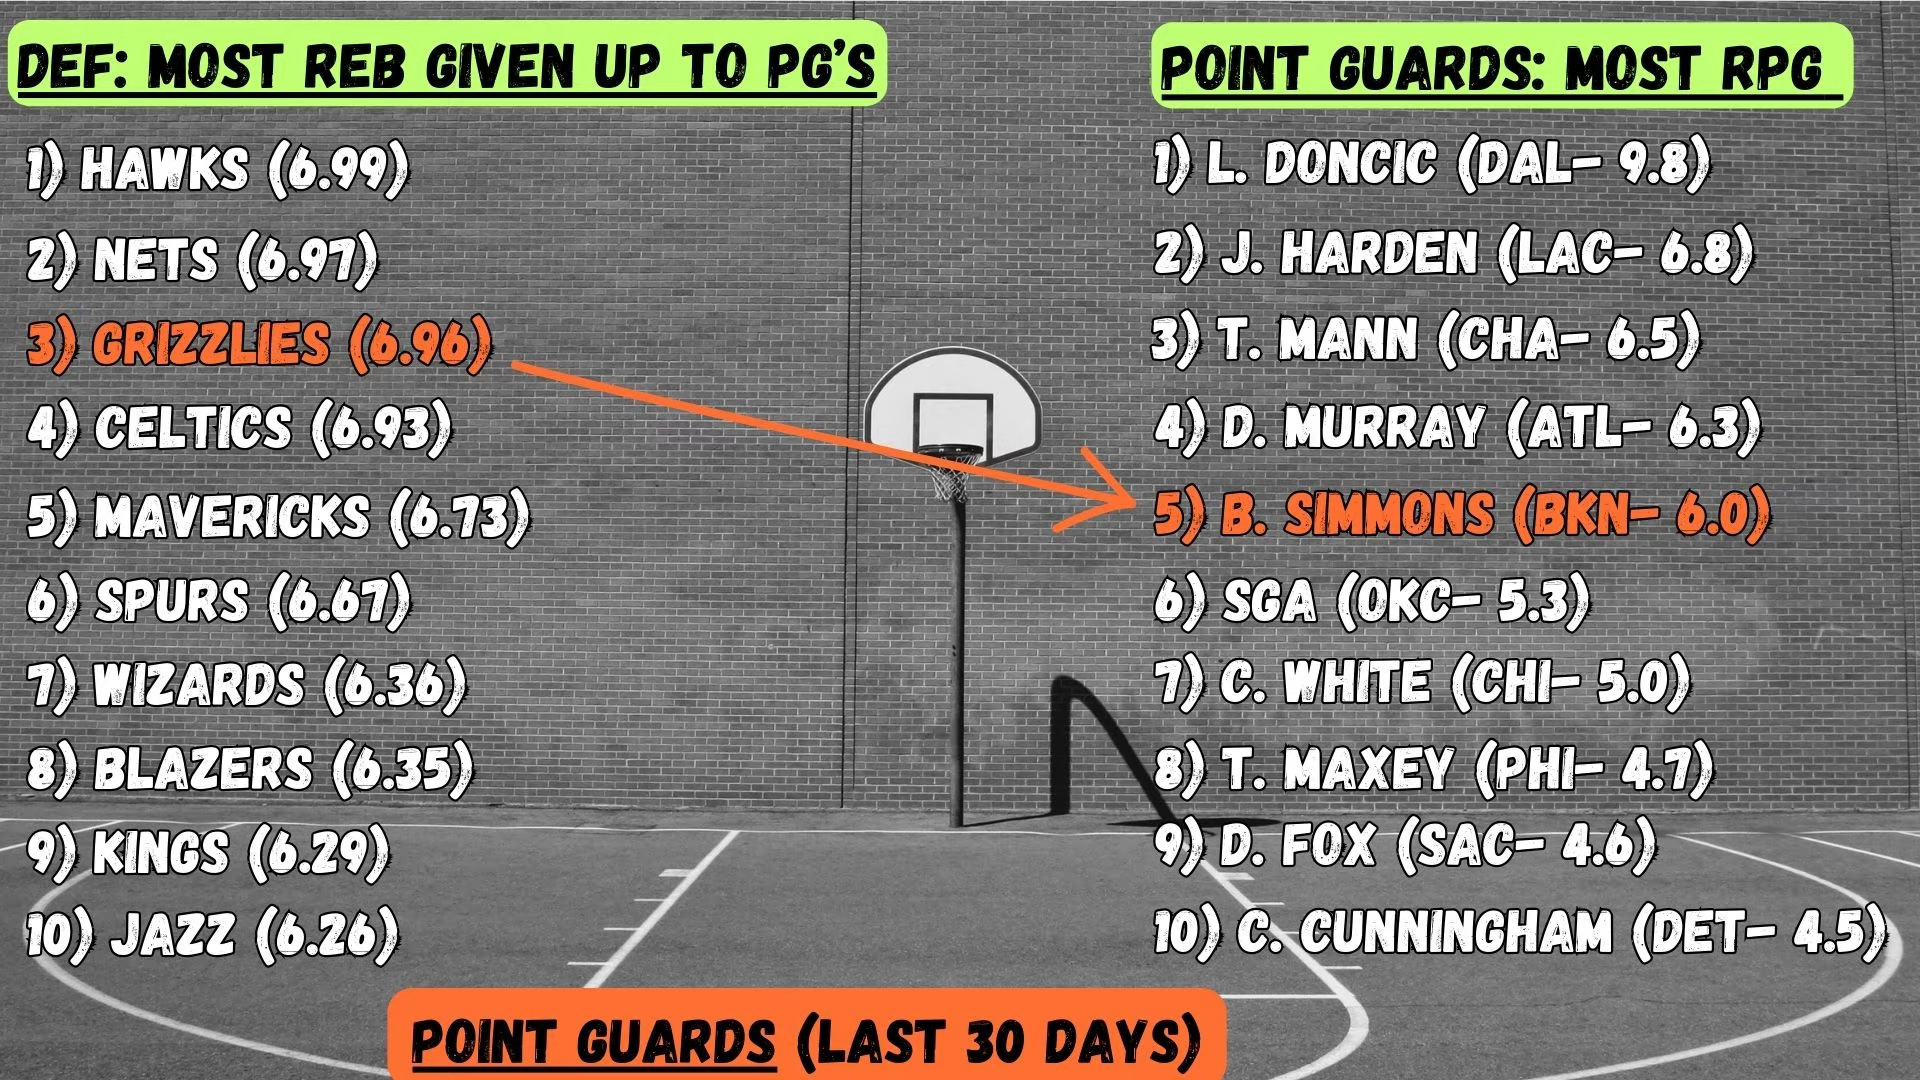 DEF: MOST REB GIVEN UP TO PG'S
1) HAWKS (6.99)
2) NETS (6.97)
3) GRIZZLIES (6.96)
4) CELTICS (6.93)
5) MAVERICKS (6.73)
6) SPURS (6.67)
7) WIZARDS (6.36)
8) BLAZERS (6.35)
9) KINGS (6.29)
10) JAZZ (6.26)
POINT GUARDS: MOST RPG
1) L. DONCIC (DAL– 9.8)
2) J. HARDEN (LAC– 6.8)
3) T. MANN (CHA– 6.5)
4) D. MURRAY (ATL– 6.3)
5) B. SIMMONS (BKN– 6.0)
6) SGA (OKC– 5.3)
7) C. WHITE (CHI– 5.0)
8) T. MAXEY (PHI– 4.7)
9) D. FOX (SAC– 4.6)
10) C. CUNNINGHAM (DET– 4.5)
POINT GUARDS (LAST 30 DAYS)